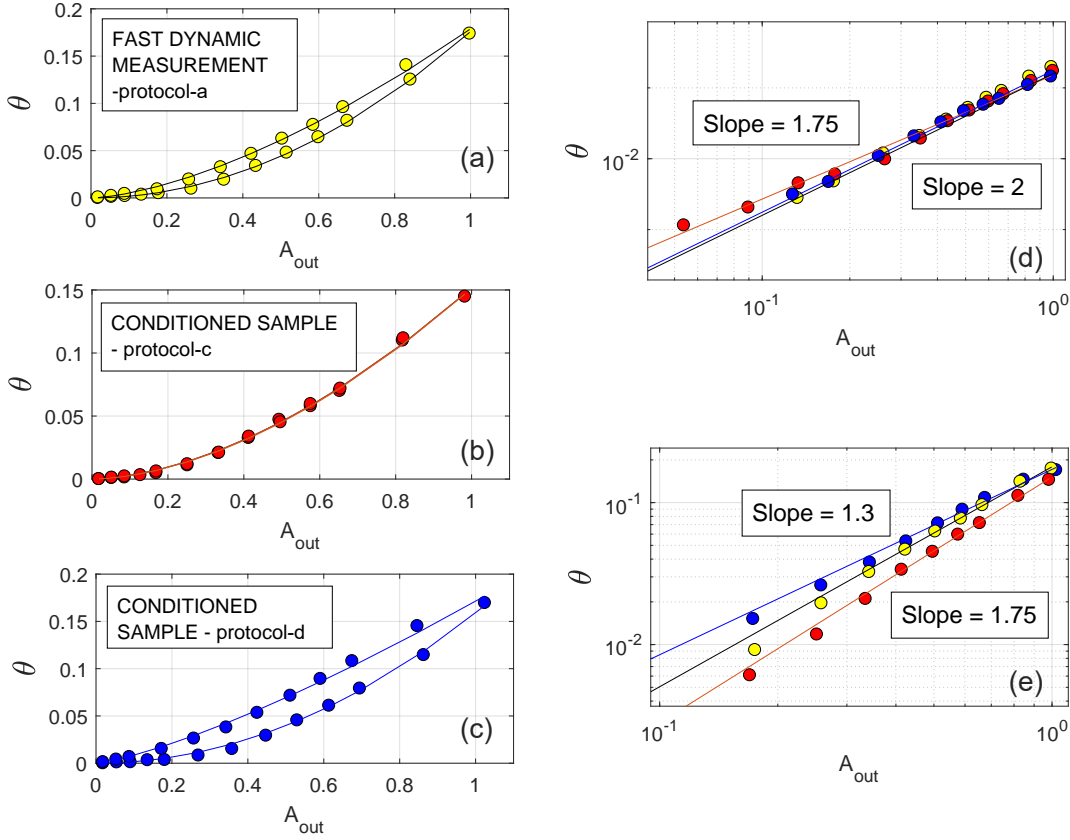 0.2
0.15
0.1
0.05
0
θ
FAST DYNAMIC
MEASUREMENT
-protocol-a
(a)
0 0.2 0.4 0.6 0.8 1
A_out
0.15
0.1
0.05
0
θ
CONDITIONED SAMPLE
- protocol-c
(b)
0 0.2 0.4 0.6 0.8 1
A_out
0.2
0.15
0.1
0.05
0
θ
CONDITIONED
SAMPLE - protocol-d
(c)
0 0.2 0.4 0.6 0.8 1
A_out
θ
10^-2
Slope = 1.75
Slope = 2
(d)
10^-1 10^0
A_out
θ
10^-1
10^-2
Slope = 1.3
Slope = 1.75
(e)
10^-1 10^0
A_out